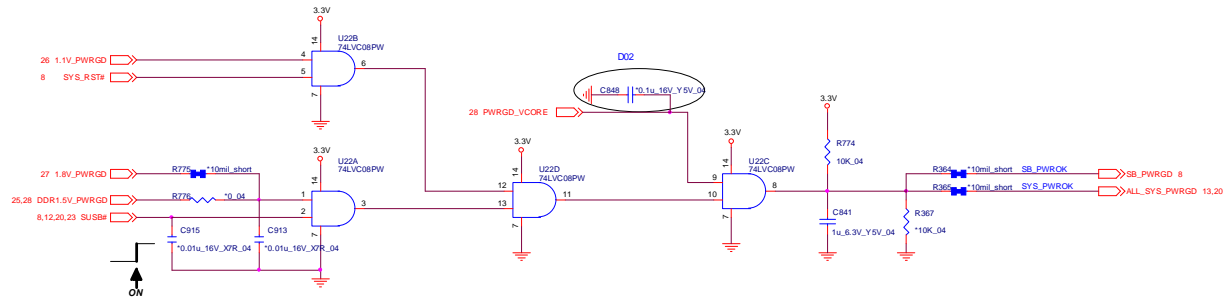 3.3V
U22B
74LVC08PW
14
26 1.1V_PWRGD
4
6
8 SYS_RST#
5
7
D02
C848
*0.1u_16V_Y5V_04
28 PWRGD_VCORE
3.3V
U22A
74LVC08PW
14
27 1.8V_PWRGD
R775
*10mil_short
R776
*0_04
25,28 DDR1.5V_PWRGD
1
3
8,12,20,23 SUSB#
2
7
C915
*0.01u_16V_X7R_04
C913
*0.01u_16V_X7R_04
ON
3.3V
U22D
74LVC08PW
14
12
11
13
7
3.3V
U22C
74LVC08PW
14
9
8
10
7
3.3V
R774
10K_04
C841
1u_6.3V_Y5V_04
R367
*10K_04
R364
*10mil_short
SB_PWROK
SB_PWRGD 8
R365
*10mil_short
SYS_PWROK
ALL_SYS_PWRGD 13,20